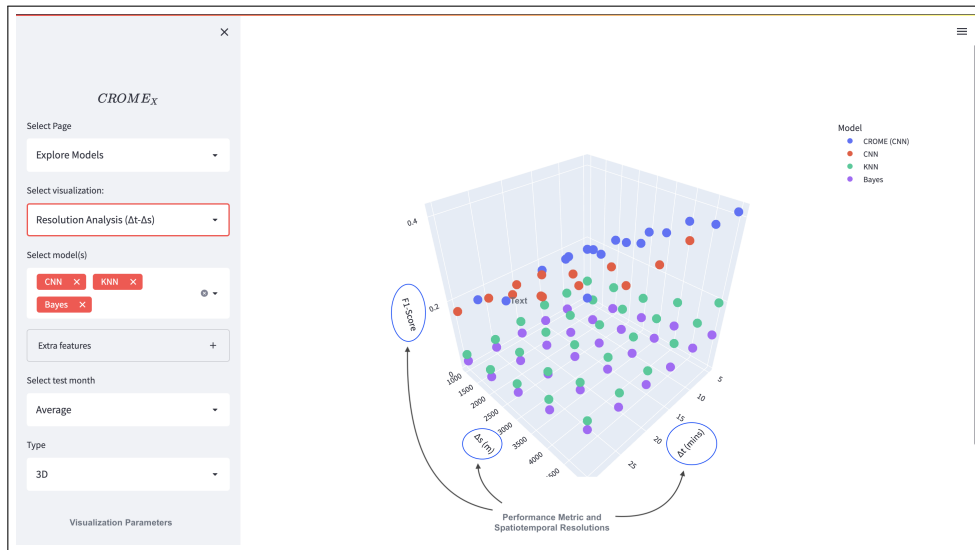 CROME_X
Select Page
Explore Models
Select visualization:
Resolution Analysis (Δt-Δs)
Select model(s)
CNN ✕ KNN ✕
Bayes ✕
Extra features +
Select test month
Average
Type
3D
Visualization Parameters
Model
CROME (CNN)
CNN
KNN
Bayes
0.4
0.2
0
F1-Score
Text
1000
1500
2000
2500
3000
3500
4000
500
Δs (m)
5
10
15
20
25
Δt (mins)
Performance Metric and
Spatiotemporal Resolutions